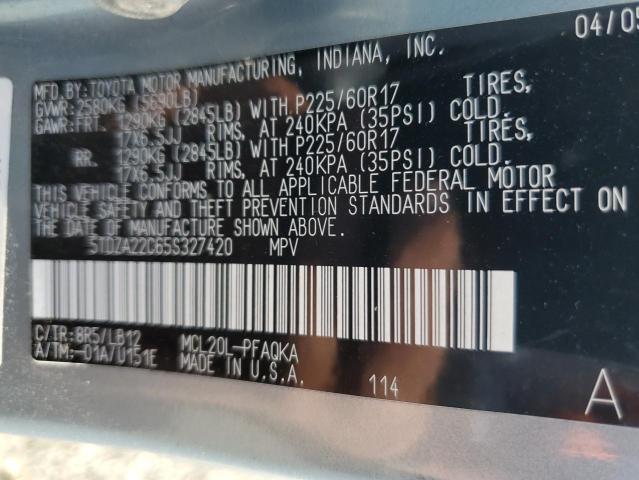 04/05
MFD.BY:TOYOTA MOTOR MANUFACTURING, INDIANA, INC.
GVWR:2580KG (5690LB)
GAWR:FRT. 1290KG (2845LB) WITH P225/60R17 TIRES,
17X6.5JJ RIMS, AT 240KPA (35PSI) COLD.
RR. 1290KG (2845LB) WITH P225/60R17 TIRES,
17X6.5JJ RIMS, AT 240KPA (35PSI) COLD.
THIS VEHICLE CONFORMS TO ALL APPLICABLE FEDERAL MOTOR
VEHICLE SAFETY AND THEFT PREVENTION STANDARDS IN EFFECT ON
THE DATE OF MANUFACTURE SHOWN ABOVE.
5TDZA22C65S327420 MPV
C/TR:8R5/LB12 MCL20L-PFAQKA
A/TM:-01A/U151E MADE IN U.S.A.
114
A